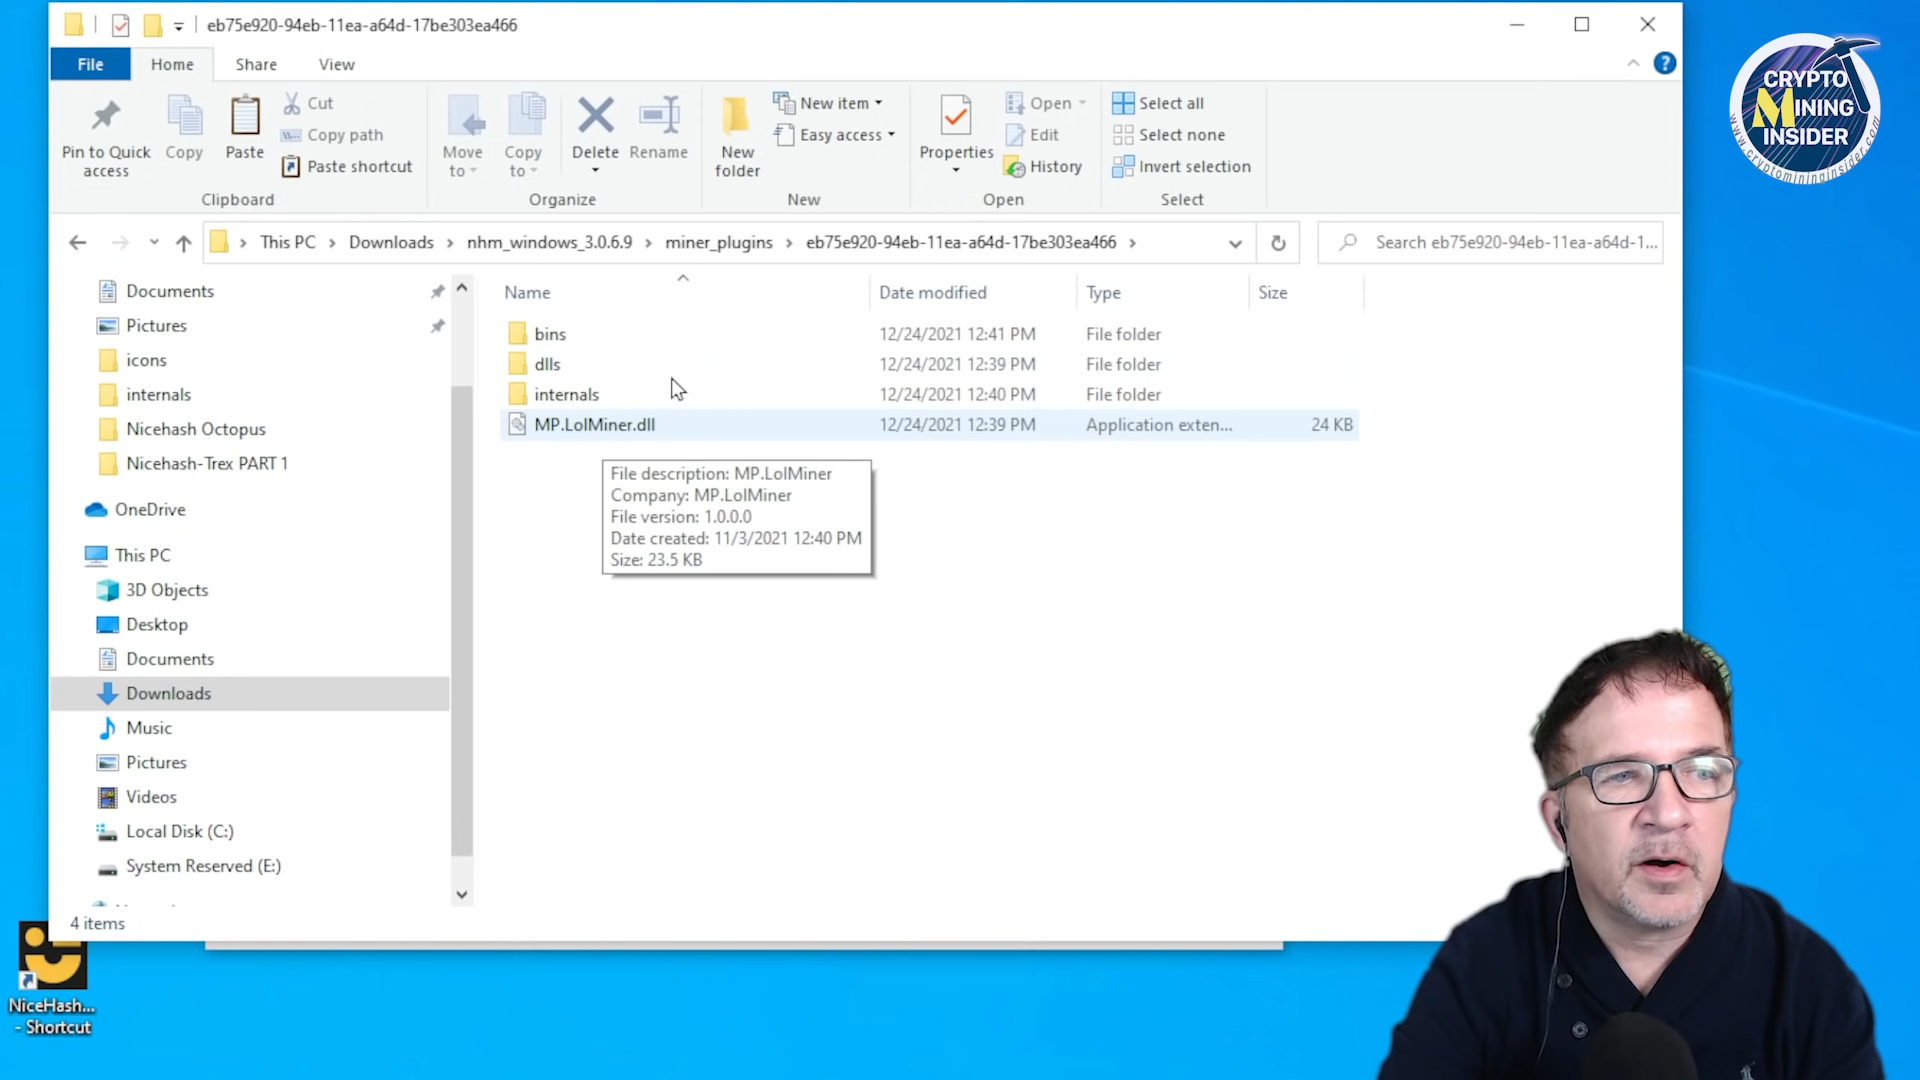 eb75e920-94eb-11ea-a64d-17be303ea466
File Home Share View
Pin to Quick access
Copy
Paste
Cut
Copy path
Paste shortcut
Clipboard
Move to
Copy to
Delete
Rename
Organize
New folder
New item
Easy access
New
Properties
Open
Edit
History
Open
Select all
Select none
Invert selection
Select
This PC > Downloads > nhm_windows_3.0.6.9 > miner_plugins > eb75e920-94eb-11ea-a64d-17be303ea466 >
Search eb75e920-94eb-11ea-a64d-1...
Documents
Pictures
icons
internals
Nicehash Octopus
Nicehash-Trex PART 1
OneDrive
This PC
3D Objects
Desktop
Documents
Downloads
Music
Pictures
Videos
Local Disk (C:)
System Reserved (E:)
Name Date modified Type Size
bins 12/24/2021 12:41 PM File folder
dlls 12/24/2021 12:39 PM File folder
internals 12/24/2021 12:40 PM File folder
MP.LolMiner.dll 12/24/2021 12:39 PM Application exten... 24 KB
File description: MP.LolMiner
Company: MP.LolMiner
File version: 1.0.0.0
Date created: 11/3/2021 12:40 PM
Size: 23.5 KB
4 items
NiceHash...
- Shortcut
CRYPTO
MINING
INSIDER
www.cryptomininginsider.com